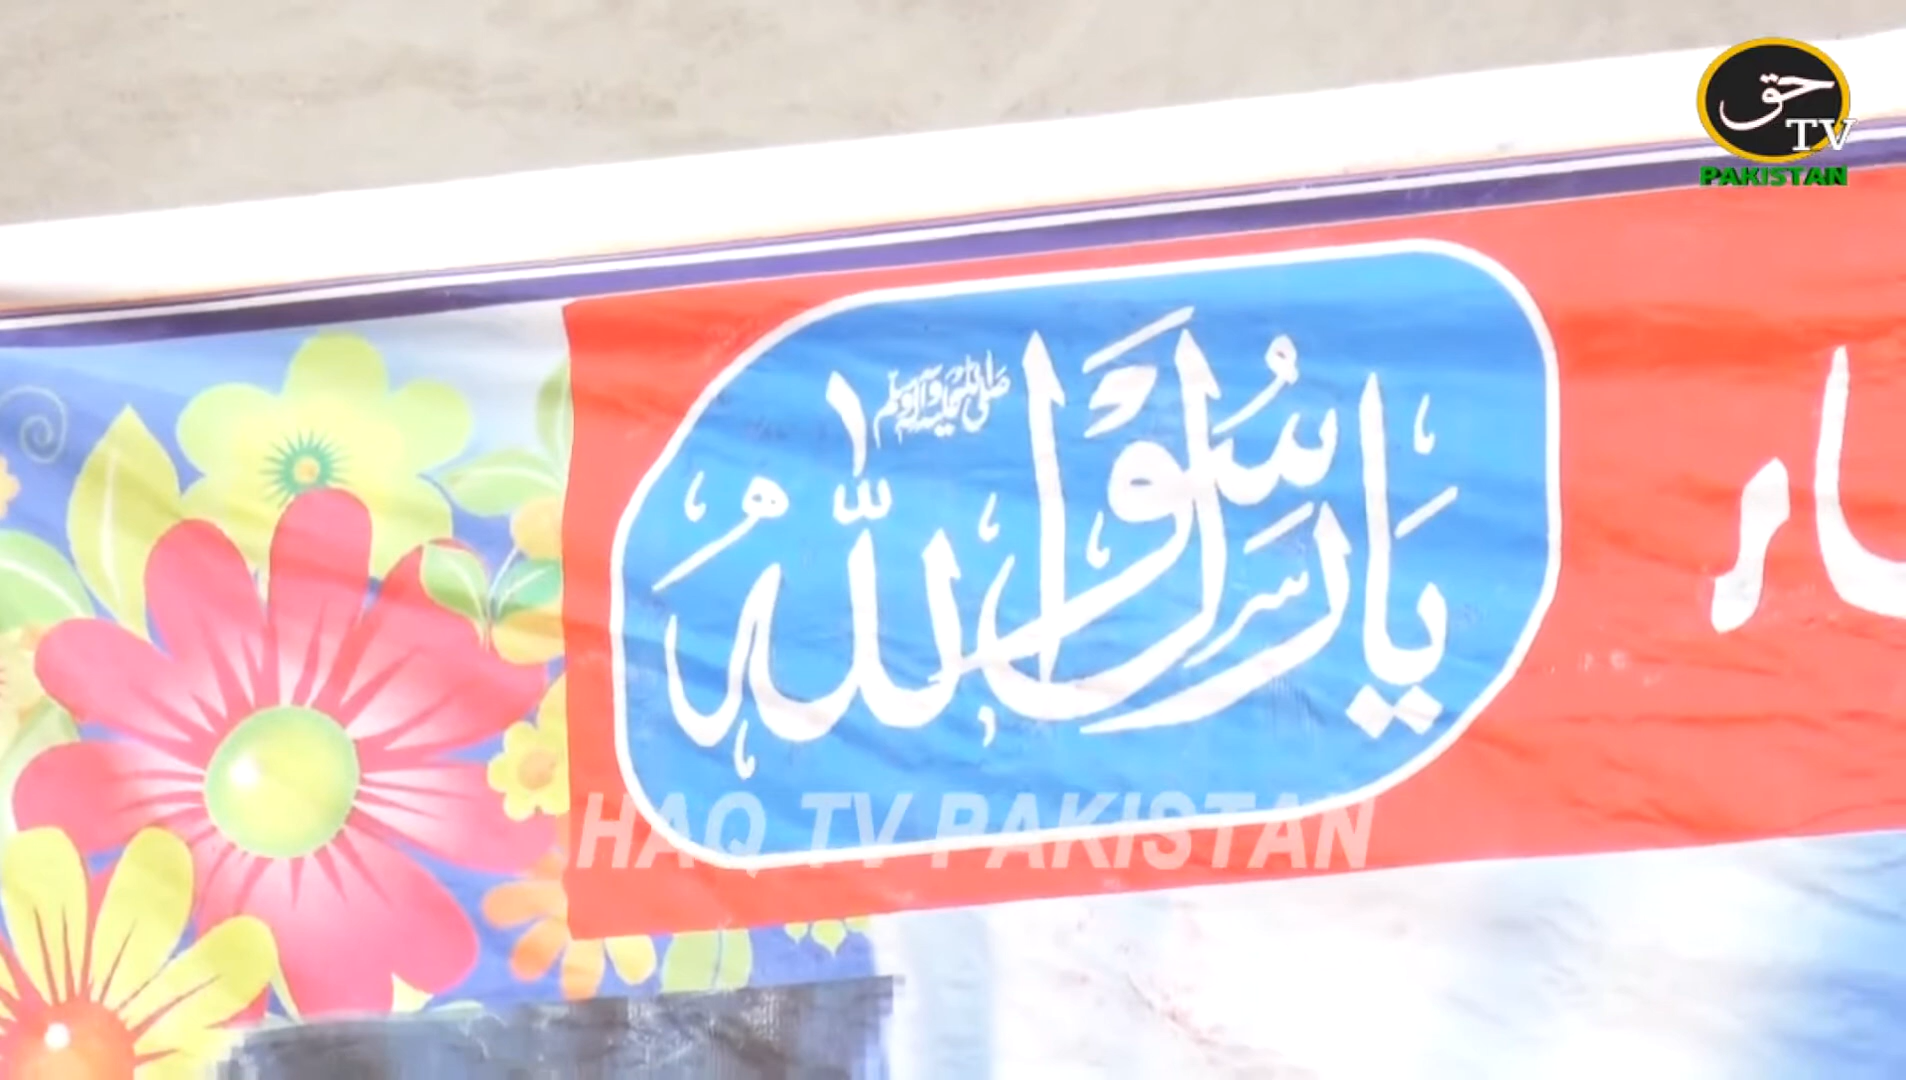 حق
TV
PAKISTAN
یا رسول اللہ
صلی اللہ علیہ وآلہ وسلم
HAQ TV PAKISTAN